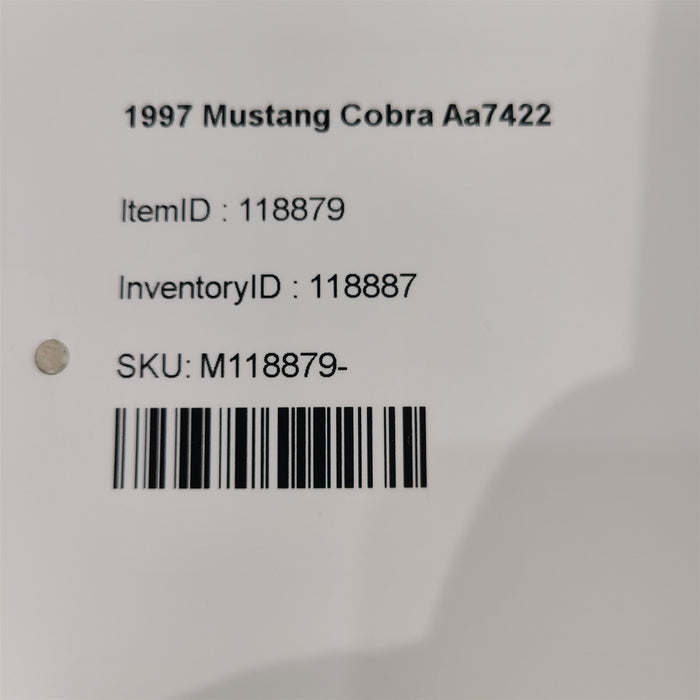 1997 Mustang Cobra Aa7422
ItemID : 118879
InventoryID : 118887
SKU: M118879-